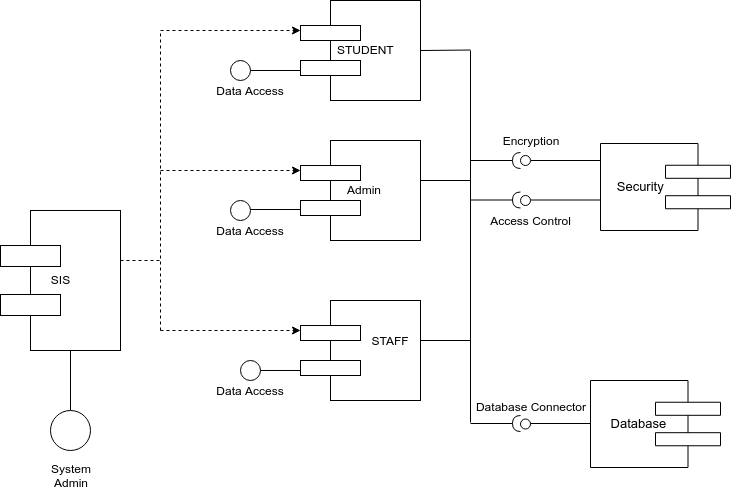 STUDENT
Data Access
Encryption
Admin
Security
Access Control
Data Access
SIS
STAFF
Data Access
Database Connector
Database
System
Admin